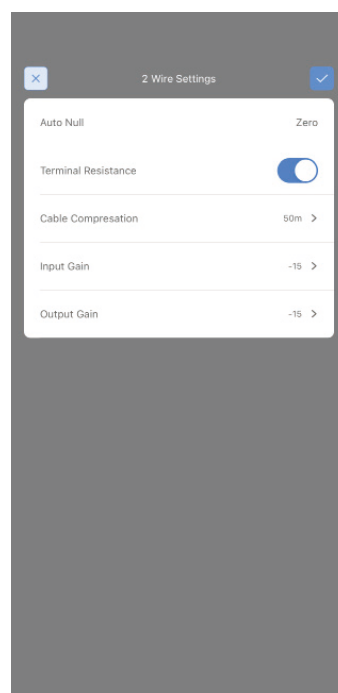 2 Wire Settings
Auto Null Zero
Terminal Resistance
Cable Compresation 50m
Input Gain -15
Output Gain -15